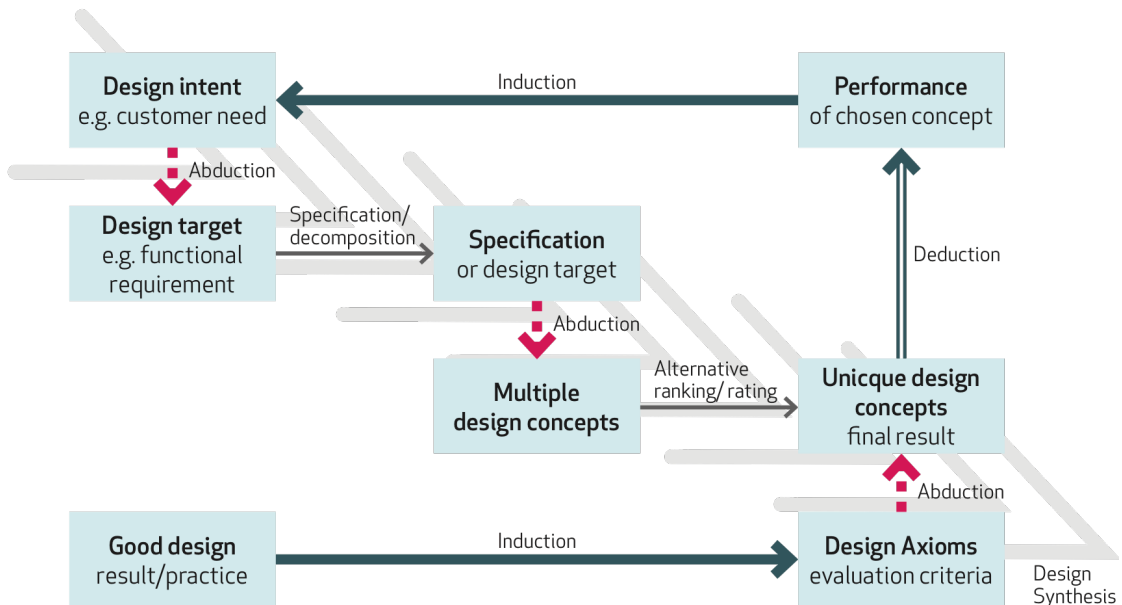 Design intent
e.g. customer need
Induction
Performance
of chosen concept
Abduction
Design target
e.g. functional
requirement
Specification/
decomposition
Specification
or design target
Deduction
Abduction
Multiple
design concepts
Alternative
ranking/ rating
Unicque design
concepts
final result
Abduction
Good design
result/practice
Induction
Design Axioms
evaluation criteria
Design
Synthesis